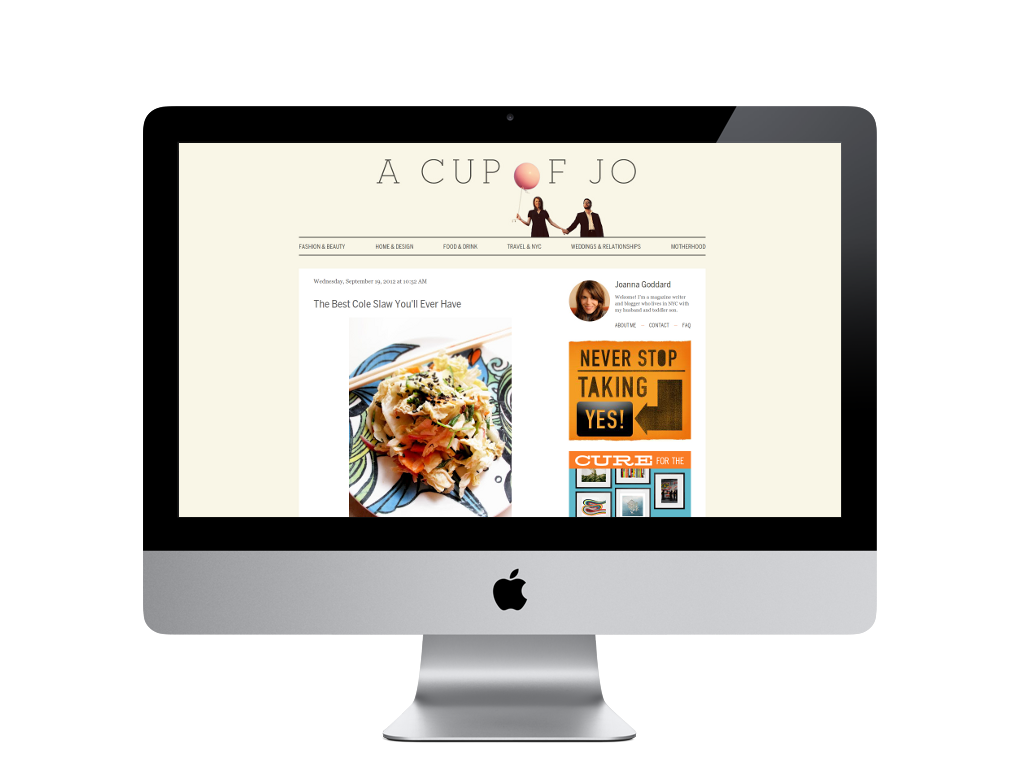 A CUP OF JO
FASHION & BEAUTY HOME & DESIGN FOOD & DRINK TRAVEL & NYC WEDDINGS & RELATIONSHIPS MOTHERHOOD
Wednesday, September 19, 2012 at 10:32 AM
The Best Cole Slaw You'll Ever Have
Joanna Goddard
Welcome! I'm a magazine writer
and blogger who lives in NYC with
my husband and toddler son.
ABOUT ME – CONTACT – FAQ
NEVER STOP
TAKING
YES!
CURE FOR THE